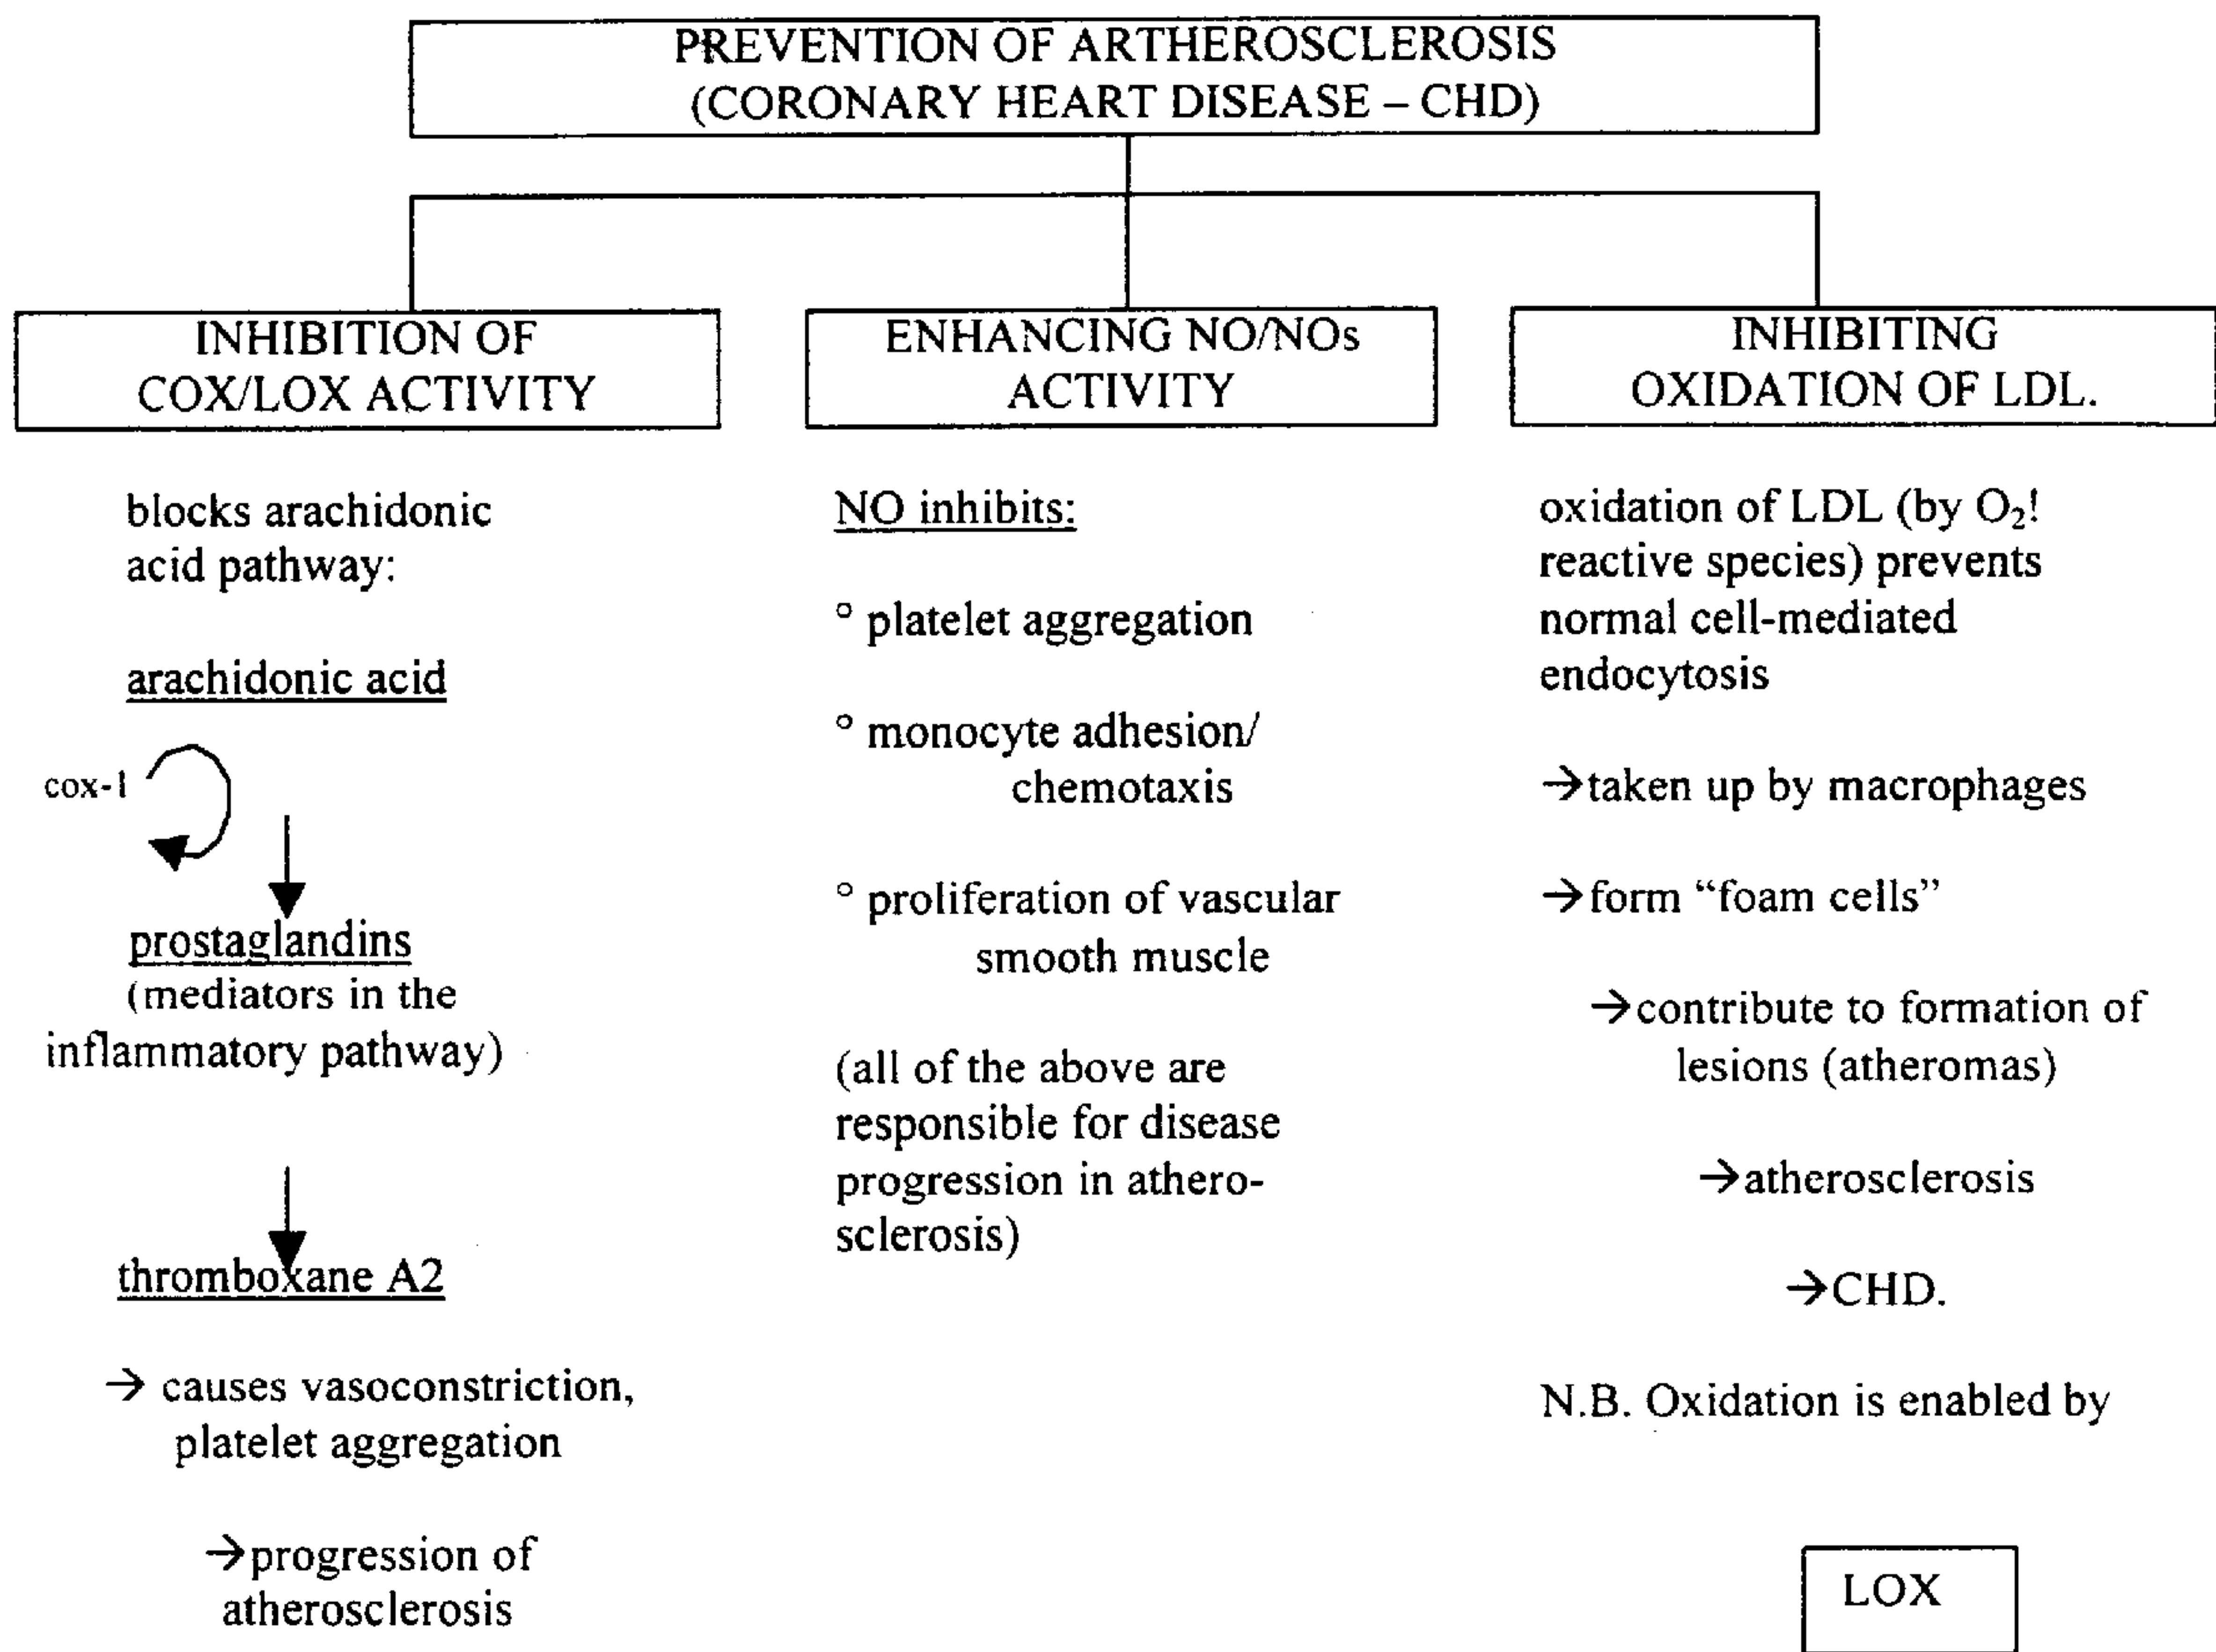 PREVENTION OF ARTHEROSCLEROSIS
(CORONARY HEART DISEASE – CHD)
INHIBITION OF
COX/LOX ACTIVITY
blocks arachidonic
acid pathway:
arachidonic acid
cox-1
prostaglandins
(mediators in the
inflammatory pathway)
thromboxane A2
→ causes vasoconstriction,
platelet aggregation
→progression of
atherosclerosis
ENHANCING NO/NOs
ACTIVITY
NO inhibits:
° platelet aggregation
° monocyte adhesion/
chemotaxis
° proliferation of vascular
smooth muscle
(all of the above are
responsible for disease
progression in athero-
sclerosis)
INHIBITING
OXIDATION OF LDL.
oxidation of LDL (by O₂!
reactive species) prevents
normal cell-mediated
endocytosis
→taken up by macrophages
→form “foam cells”
→contribute to formation of
lesions (atheromas)
→atherosclerosis
→CHD.
N.B. Oxidation is enabled by
LOX